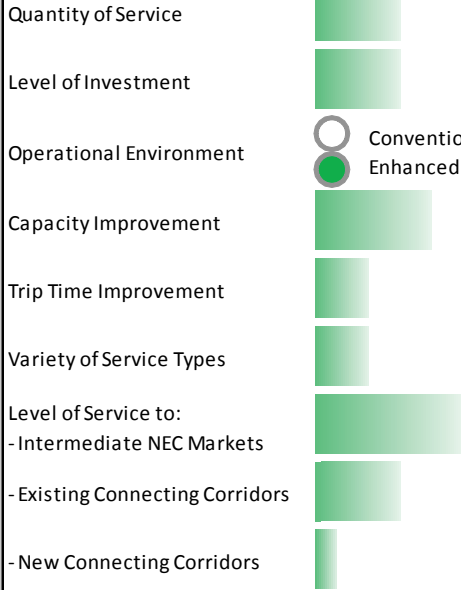 Quantity of Service
Level of Investment
Operational Environment
Conventio
Enhanced
Capacity Improvement
Trip Time Improvement
Variety of Service Types
Level of Service to:
- Intermediate NEC Markets
- Existing Connecting Corridors
- New Connecting Corridors